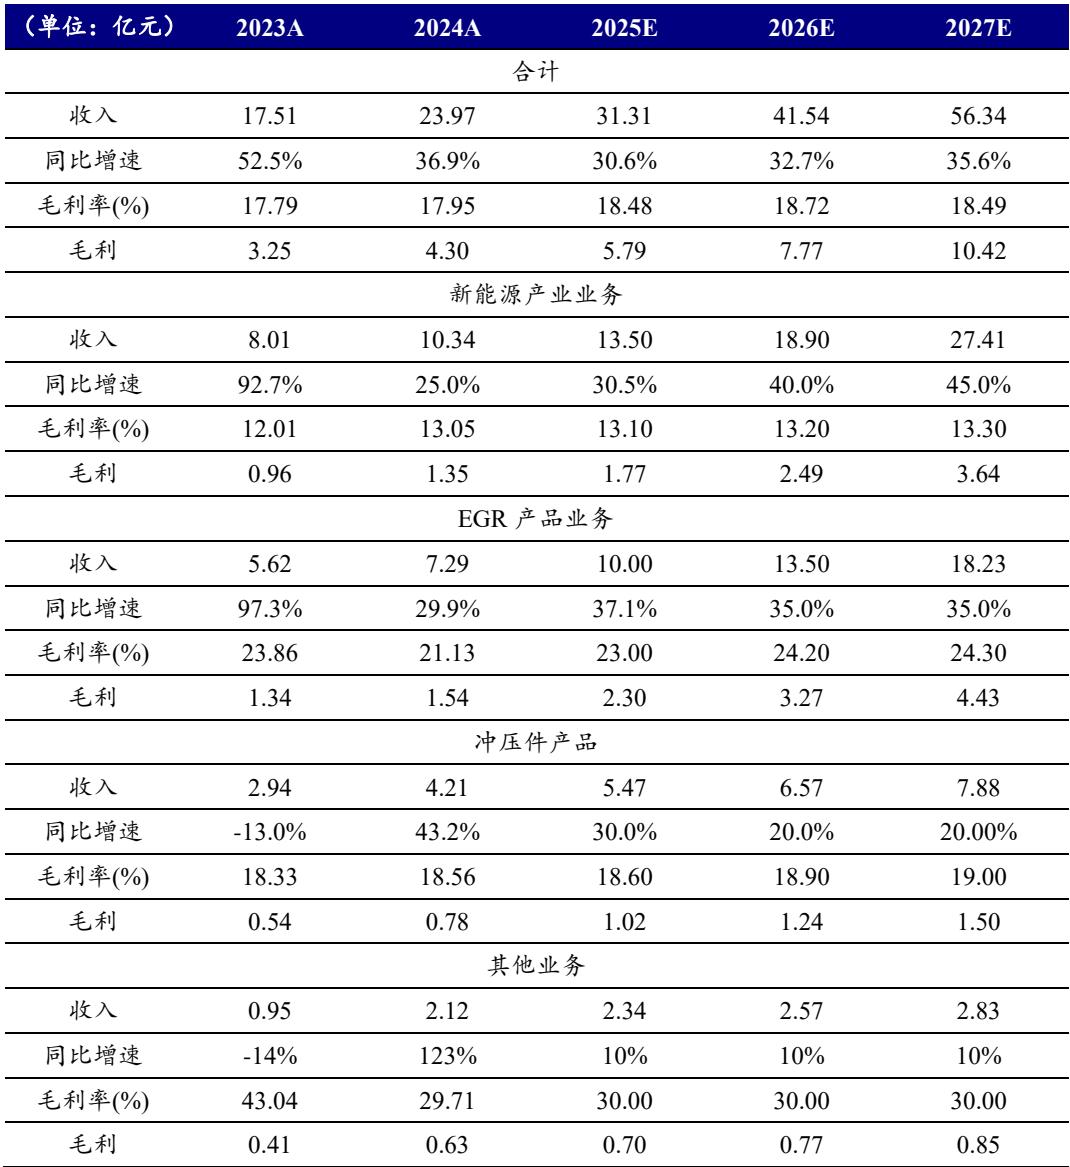 （单位：亿元） 2023A 2024A 2025E 2026E 2027E
合计
收入 17.51 23.97 31.31 41.54 56.34
同比增速 52.5% 36.9% 30.6% 32.7% 35.6%
毛利率(%) 17.79 17.95 18.48 18.72 18.49
毛利 3.25 4.30 5.79 7.77 10.42
新能源产业业务
收入 8.01 10.34 13.50 18.90 27.41
同比增速 92.7% 25.0% 30.5% 40.0% 45.0%
毛利率(%) 12.01 13.05 13.10 13.20 13.30
毛利 0.96 1.35 1.77 2.49 3.64
EGR 产品业务
收入 5.62 7.29 10.00 13.50 18.23
同比增速 97.3% 29.9% 37.1% 35.0% 35.0%
毛利率(%) 23.86 21.13 23.00 24.20 24.30
毛利 1.34 1.54 2.30 3.27 4.43
冲压件产品
收入 2.94 4.21 5.47 6.57 7.88
同比增速 -13.0% 43.2% 30.0% 20.0% 20.00%
毛利率(%) 18.33 18.56 18.60 18.90 19.00
毛利 0.54 0.78 1.02 1.24 1.50
其他业务
收入 0.95 2.12 2.34 2.57 2.83
同比增速 -14% 123% 10% 10% 10%
毛利率(%) 43.04 29.71 30.00 30.00 30.00
毛利 0.41 0.63 0.70 0.77 0.85